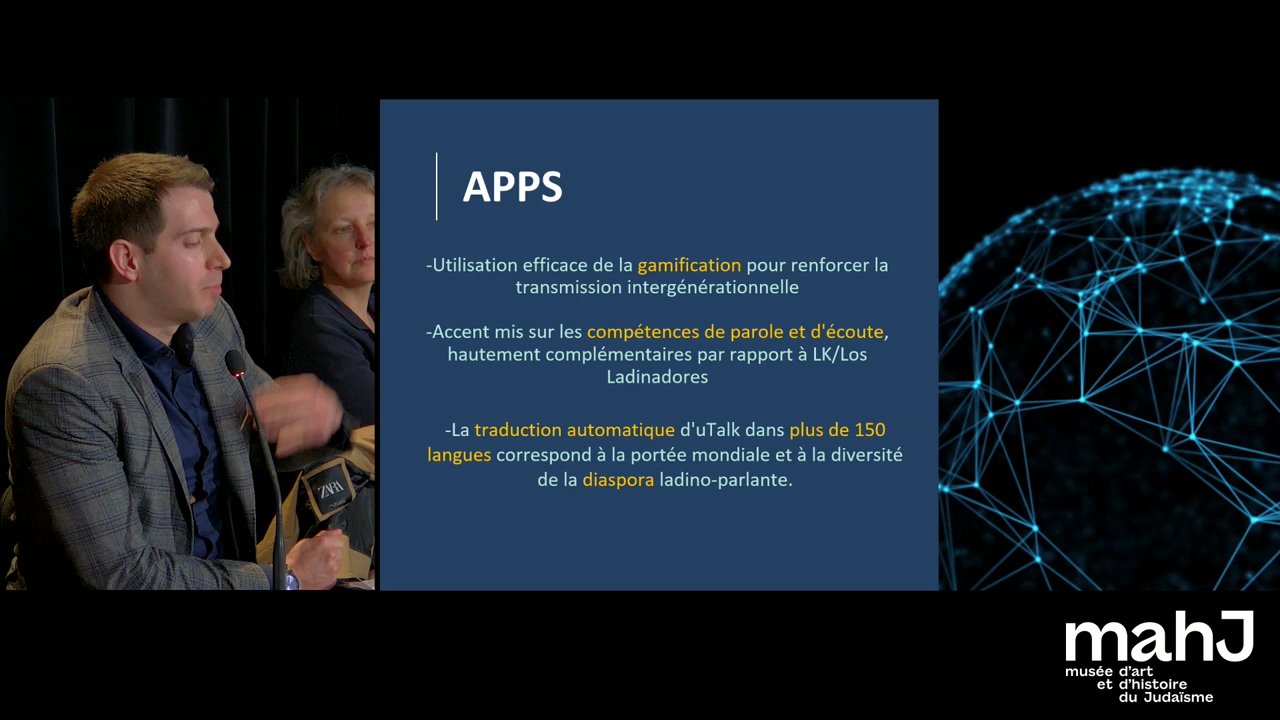 APPS
-Utilisation efficace de la gamification pour renforcer la
transmission intergénérationnelle
-Accent mis sur les compétences de parole et d'écoute,
hautement complémentaires par rapport à LK/Los
Ladinadores
-La traduction automatique d'uTalk dans plus de 150
langues correspond à la portée mondiale et à la diversité
de la diaspora ladino-parlante.
ZARA
mahJ
musée d'art
et d'histoire
du Judaïsme